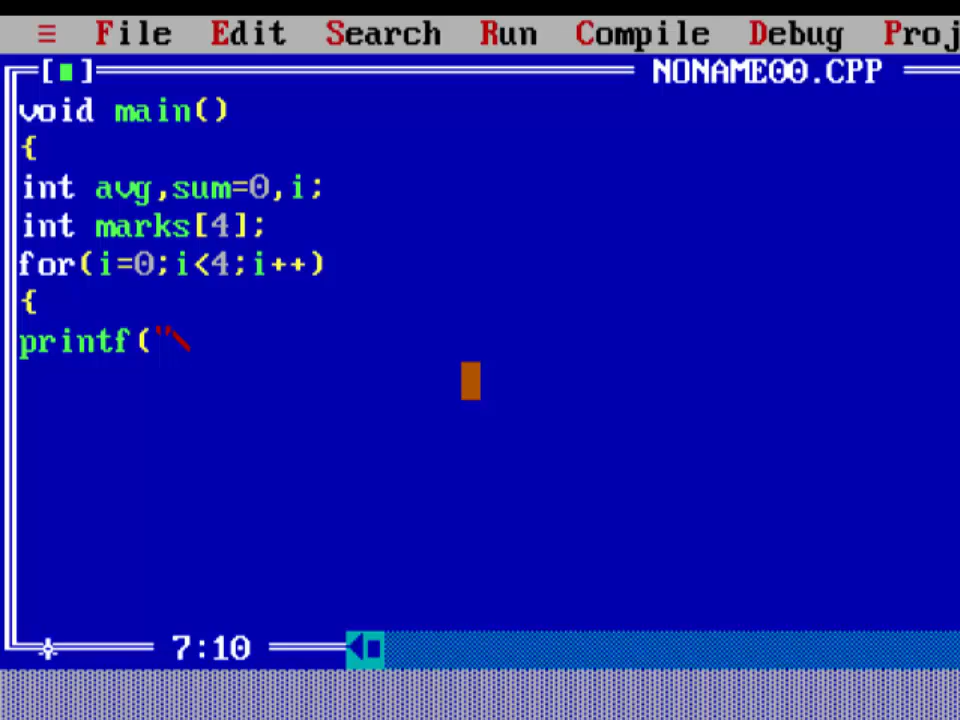 ≡ File Edit Search Run Compile Debug Proj
[■] NONAME00.CPP
void main()
{
int avg,sum=0,i;
int marks[4];
for(i=0;i<4;i++)
{
printf("\
7:10